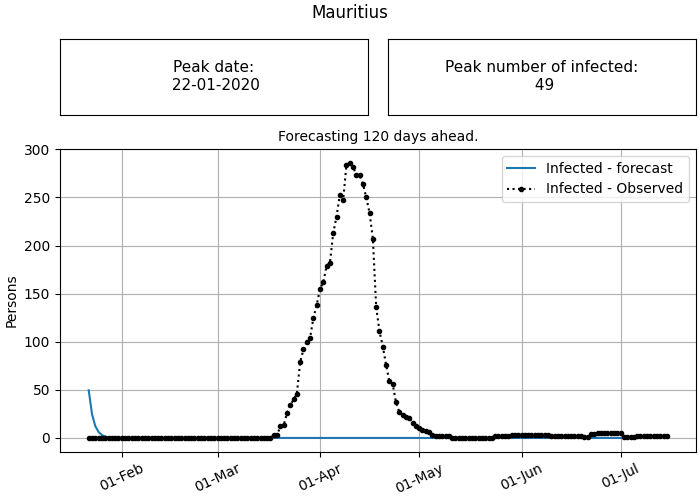 Mauritius
Peak date:
22-01-2020
Peak number of infected:
49
Forecasting 120 days ahead.
Infected - forecast
Infected - Observed
Persons
300
250
200
150
100
50
0
01-Feb
01-Mar
01-Apr
01-May
01-Jun
01-Jul